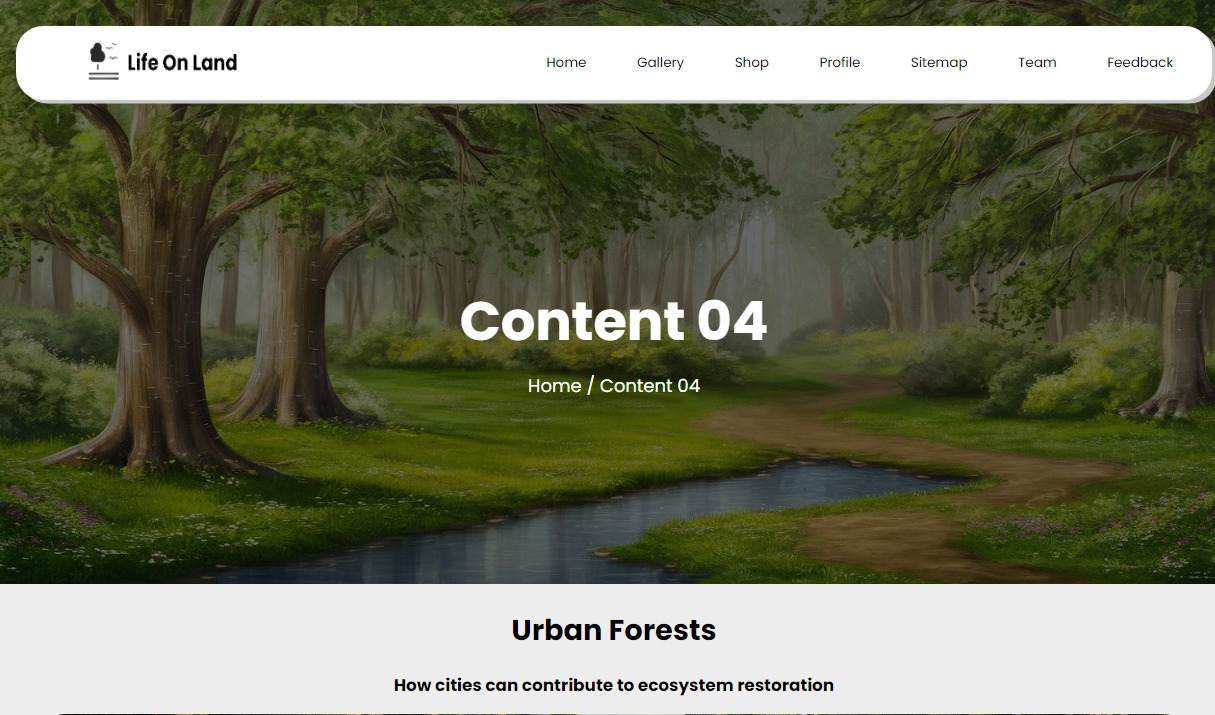 Life On Land
Home Gallery Shop Profile Sitemap Team Feedback
Content 04
Home / Content 04
Urban Forests
How cities can contribute to ecosystem restoration